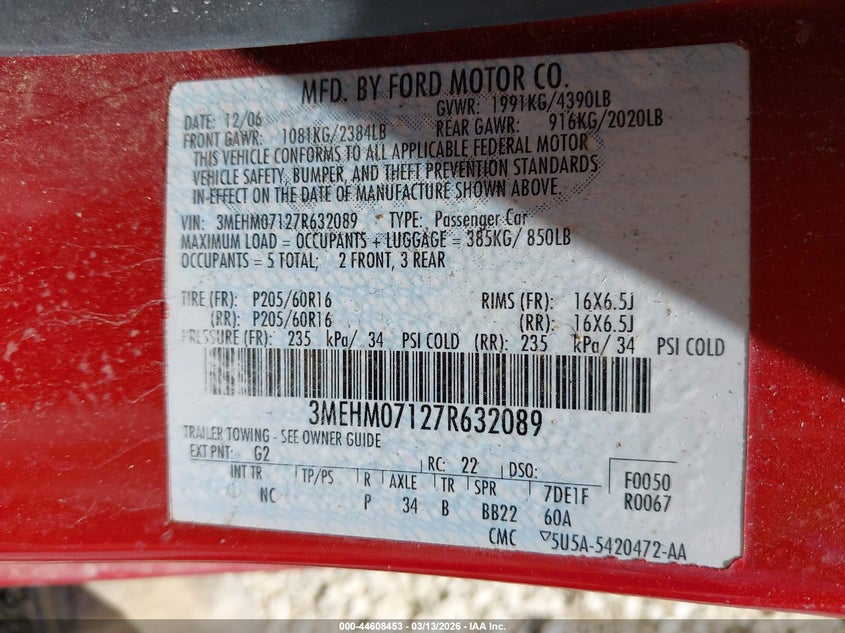 MFD. BY FORD MOTOR CO.
DATE: 12/06 GVWR: 1991KG/4390LB
FRONT GAWR: 1081KG/2384LB REAR GAWR: 916KG/2020LB
THIS VEHICLE CONFORMS TO ALL APPLICABLE FEDERAL MOTOR
VEHICLE SAFETY, BUMPER, AND THEFT PREVENTION STANDARDS
IN EFFECT ON THE DATE OF MANUFACTURE SHOWN ABOVE.
VIN: 3MEHM07127R632089 TYPE: Passenger Car
MAXIMUM LOAD = OCCUPANTS + LUGGAGE = 385KG/ 850LB
OCCUPANTS = 5 TOTAL; 2 FRONT, 3 REAR
TIRE (FR): P205/60R16 RIMS (FR): 16X6.5J
(RR): P205/60R16 (RR): 16X6.5J
PRESSURE (FR): 235 kPa/ 34 PSI COLD (RR): 235 kPa/ 34 PSI COLD
3MEHM07127R632089
TRAILER TOWING - SEE OWNER GUIDE
EXT PNT: G2 RC: 22 DSO: F0050
INT TR TP/PS R AXLE TR SPR 7DE1F R0067
NC P 34 B BB22 60A
CMC ▽5U5A-5420472-AA
000-44608453 - 03/13/2026 - IAA Inc.